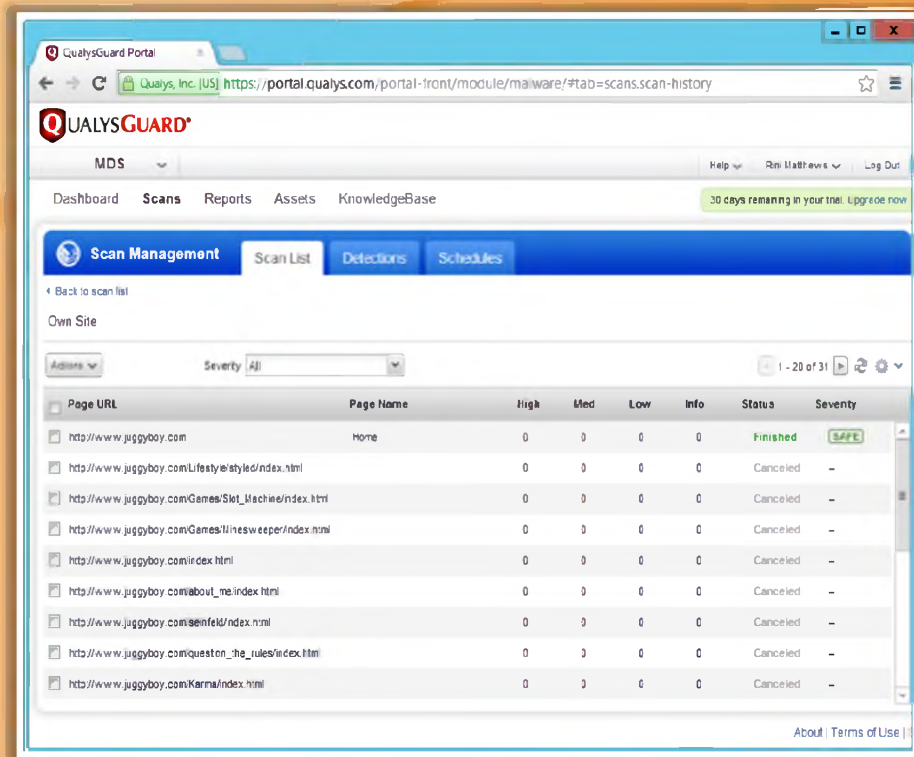 QualysGuard Portal
Qualys, Inc. [US] https://portal.qualys.com/portal-front/module/malware/#tab=scans.scan-history
QUALYSGUARD®
MDS
Help
Rini Matthews
Log Out
Dashboard Scans Reports Assets KnowledgeBase
30 days remaining in your trial. Upgrade now
Scan Management Scan List Detections Schedules
Back to scan list
Own Site
Actions Severity All 1 - 20 of 31
Page URL Page Name High Med Low Info Status Severity
http://www.juggyboy.com Home 0 0 0 0 Finished SAFE
http://www.juggyboy.com/Lifestyle/styled/index.html 0 0 0 0 Canceled –
http://www.juggyboy.com/Games/Slot_Machine/index.html 0 0 0 0 Canceled –
http://www.juggyboy.com/Games/Minesweeper/index.html 0 0 0 0 Canceled –
http://www.juggyboy.com/index.html 0 0 0 0 Canceled –
http://www.juggyboy.com/about_me/index.html 0 0 0 0 Canceled –
http://www.juggyboy.com/seinfeld/index.html 0 0 0 0 Canceled –
http://www.juggyboy.com/question_the_rules/index.html 0 0 0 0 Canceled –
http://www.juggyboy.com/Karma/index.html 0 0 0 0 Canceled –
About | Terms of Use |